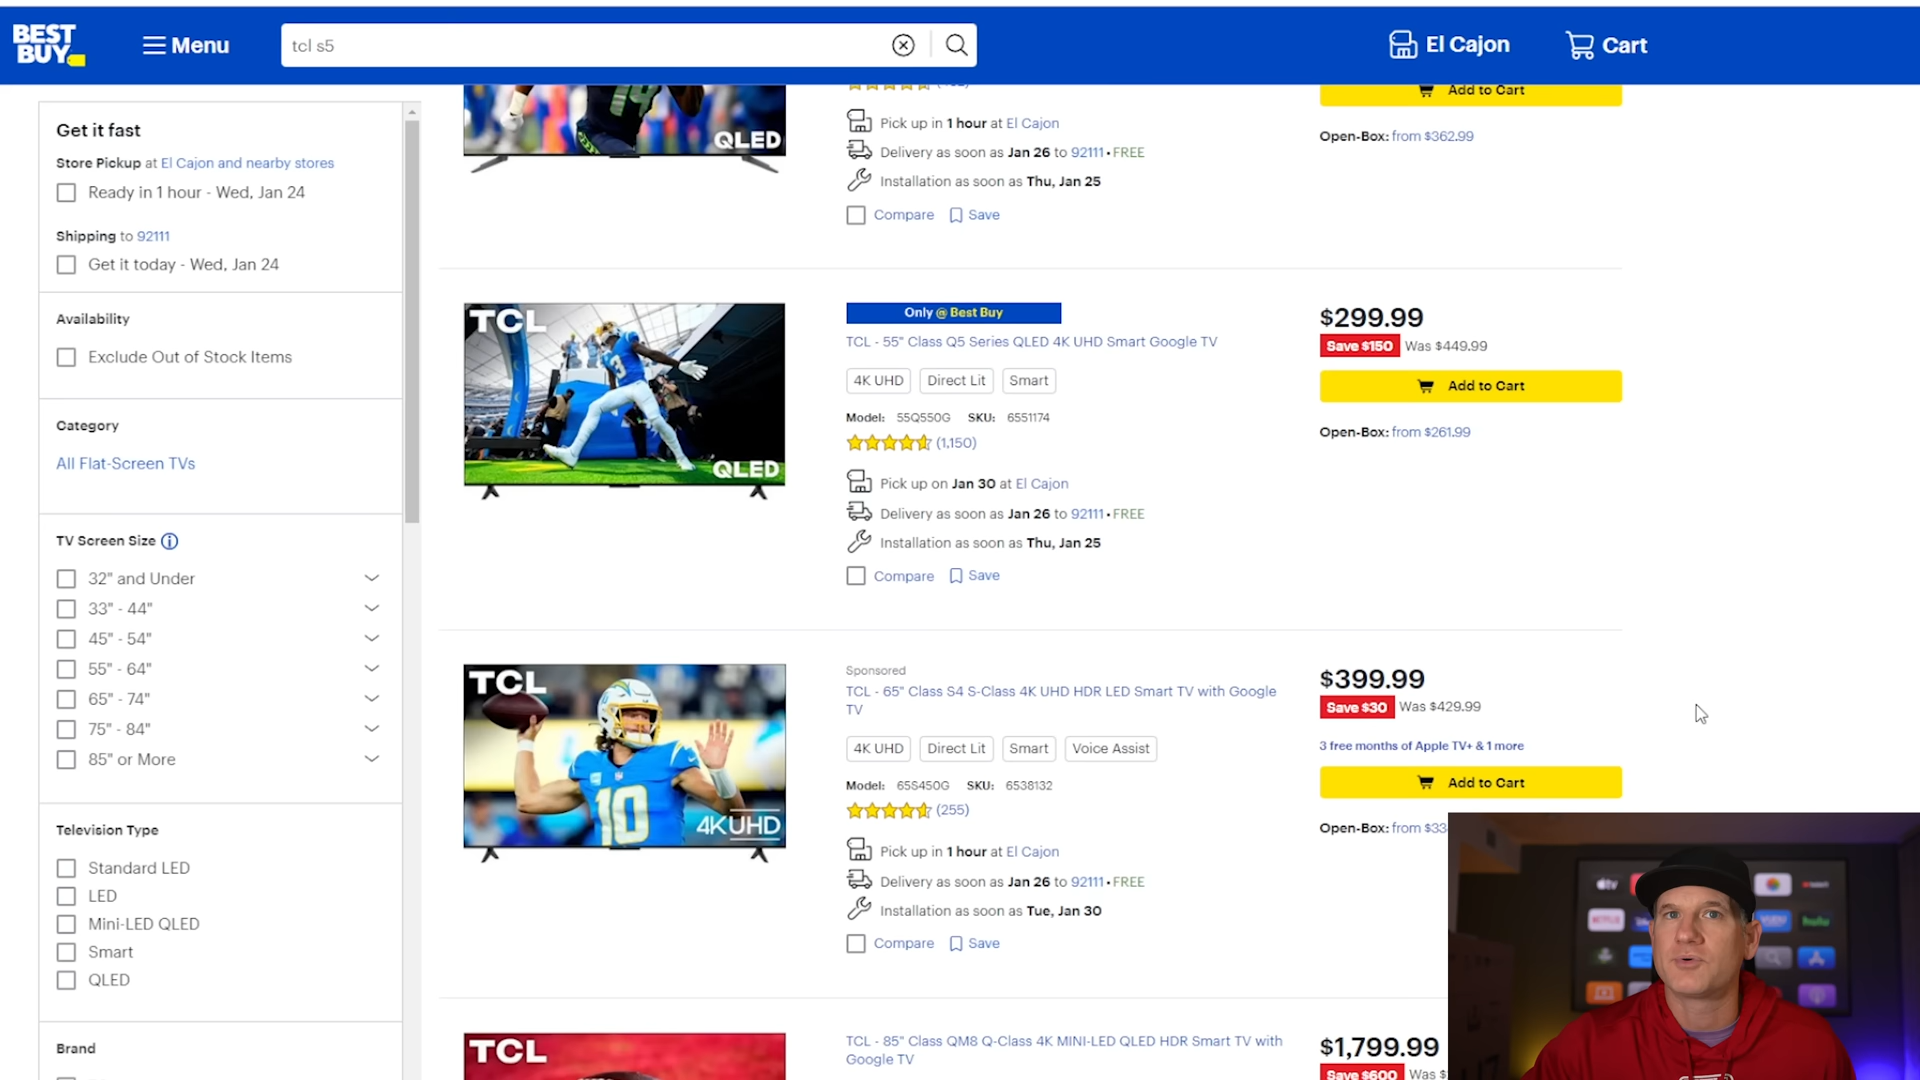 BEST BUY
Menu
tcl s5
El Cajon
Cart
Get it fast
Store Pickup at El Cajon and nearby stores
Ready in 1 hour - Wed, Jan 24
Shipping to 92111
Get it today - Wed, Jan 24
Availability
Exclude Out of Stock Items
Category
All Flat-Screen TVs
TV Screen Size
32" and Under
33" - 44"
45" - 54"
55" - 64"
65" - 74"
75" - 84"
85" or More
Television Type
Standard LED
LED
Mini-LED QLED
Smart
QLED
Brand
QLED
Pick up in 1 hour at El Cajon
Delivery as soon as Jan 26 to 92111 • FREE
Installation as soon as Thu, Jan 25
Compare Save
Add to Cart
Open-Box: from $362.99
TCL
QLED
Only @ Best Buy
TCL - 55" Class Q5 Series QLED 4K UHD Smart Google TV
4K UHD Direct Lit Smart
Model: 55Q550G SKU: 6551174
(1,150)
Pick up on Jan 30 at El Cajon
Delivery as soon as Jan 26 to 92111 • FREE
Installation as soon as Thu, Jan 25
Compare Save
$299.99
Save $150 Was $449.99
Add to Cart
Open-Box: from $261.99
TCL
10
4K UHD
Sponsored
TCL - 65" Class S4 S-Class 4K UHD HDR LED Smart TV with Google
TV
4K UHD Direct Lit Smart Voice Assist
Model: 65S450G SKU: 6538132
(255)
Pick up in 1 hour at El Cajon
Delivery as soon as Jan 26 to 92111 • FREE
Installation as soon as Tue, Jan 30
Compare Save
$399.99
Save $30 Was $429.99
3 free months of Apple TV+ & 1 more
Add to Cart
Open-Box: from $33
TCL
TCL - 85" Class QM8 Q-Class 4K MINI-LED QLED HDR Smart TV with
Google TV
$1,799.99
Save $600 Was $
tv
NETFLIX
hulu